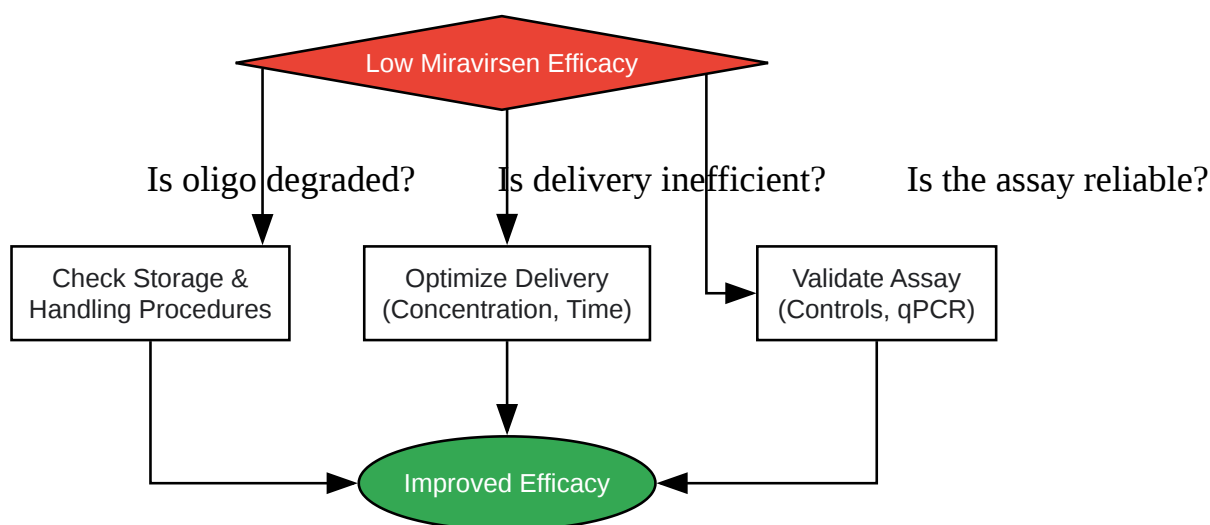 Low Miravirsen Efficacy
Is oligo degraded?
Is delivery inefficient?
Is the assay reliable?
Check Storage &
Handling Procedures
Optimize Delivery
(Concentration, Time)
Validate Assay
(Controls, qPCR)
Improved Efficacy